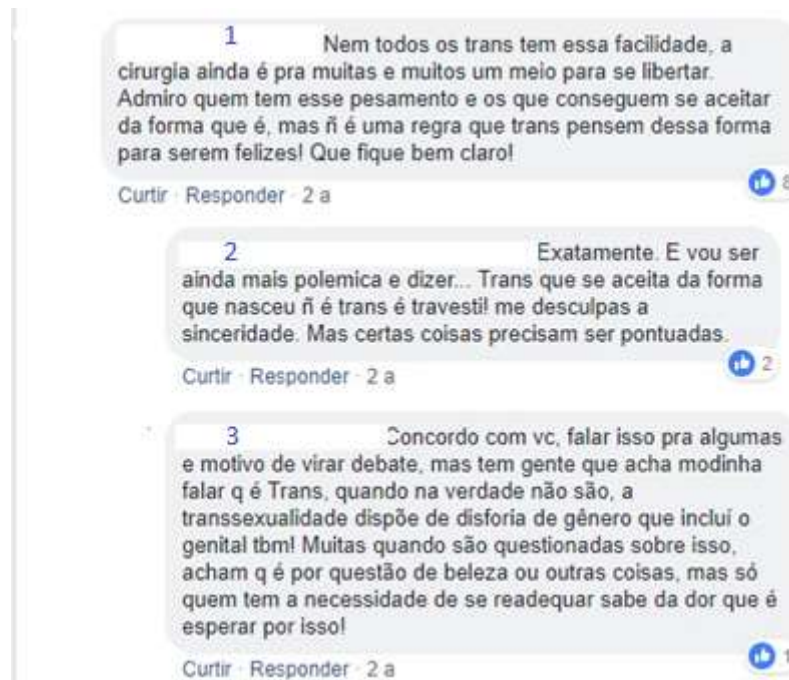 1 Nem todos os trans tem essa facilidade, a
cirurgia ainda é pra muitas e muitos um meio para se libertar.
Admiro quem tem esse pesamento e os que conseguem se aceitar
da forma que é, mas ñ é uma regra que trans pensem dessa forma
para serem felizes! Que fique bem claro!
8
Curtir · Responder · 2 a
2 Exatamente. E vou ser
ainda mais polemica e dizer... Trans que se aceita da forma
que nasceu ñ é trans é travesti! me desculpas a
sinceridade. Mas certas coisas precisam ser pontuadas.
2
Curtir · Responder · 2 a
3 Concordo com vc, falar isso pra algumas
e motivo de virar debate, mas tem gente que acha modinha
falar q é Trans, quando na verdade não são, a
transsexualidade dispõe de disforia de gênero que incluí o
genital tbm! Muitas quando são questionadas sobre isso,
acham q é por questão de beleza ou outras coisas, mas só
quem tem a necessidade de se readequar sabe da dor que é
esperar por isso!
1
Curtir · Responder · 2 a